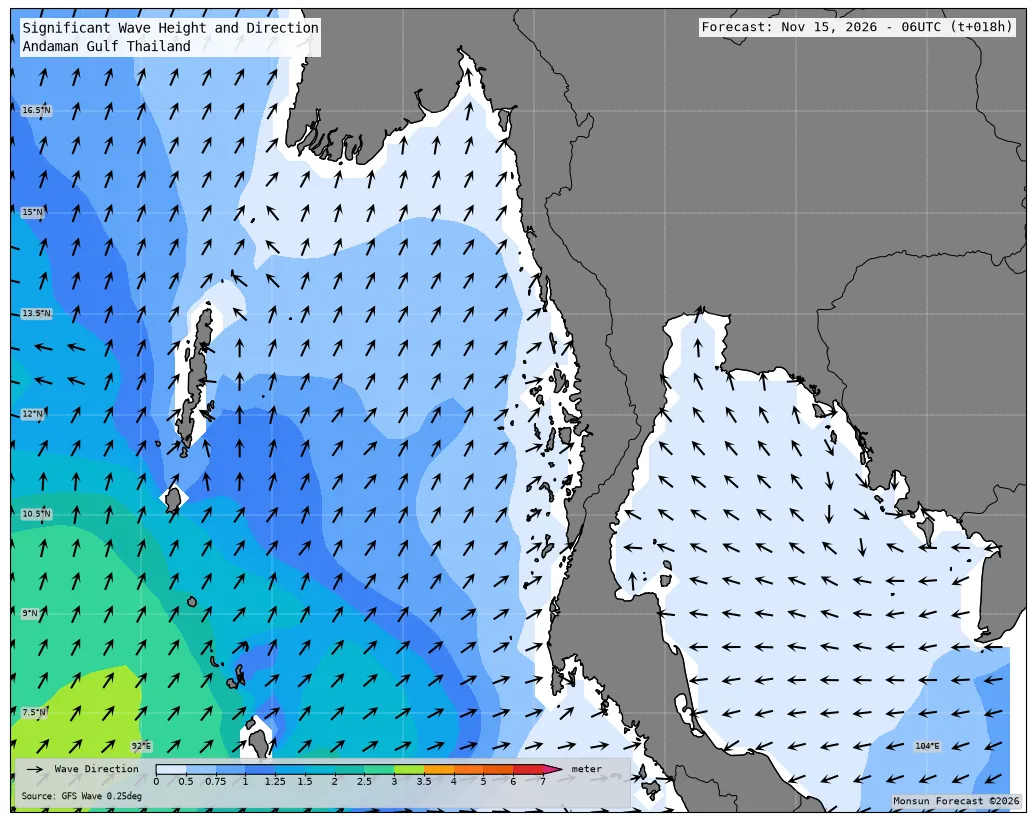 Significant Wave Height and Direction
Andaman Gulf Thailand
Forecast: Nov 15, 2026 - 06UTC (t+018h)
16.5°N
15°N
13.5°N
12°N
10.5°N
9°N
7.5°N
92°E
104°E
Wave Direction
0 0.5 0.75 1 1.25 1.5 2 2.5 3 3.5 4 5 6 7
meter
Source: GFS Wave 0.25deg
Monsun Forecast ©2026